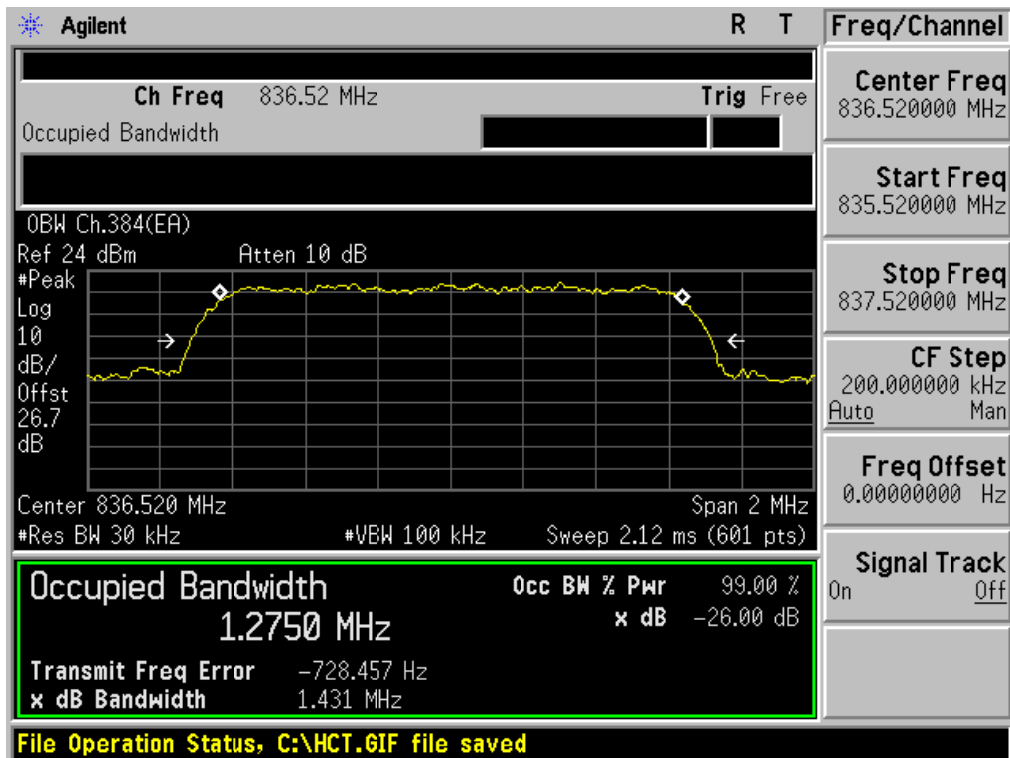 Agilent R T
Freq/Channel
Ch Freq 836.52 MHz Trig Free
Occupied Bandwidth
OBW Ch.384(EA)
Ref 24 dBm Atten 10 dB
#Peak
Log
10
dB/
Offst
26.7
dB
Center 836.520 MHz Span 2 MHz
#Res BW 30 kHz #VBW 100 kHz Sweep 2.12 ms (601 pts)
Occupied Bandwidth Occ BW % Pwr 99.00 %
1.2750 MHz x dB -26.00 dB
Transmit Freq Error -728.457 Hz
x dB Bandwidth 1.431 MHz
File Operation Status, C:\HCT.GIF file saved
Center Freq
836.520000 MHz
Start Freq
835.520000 MHz
Stop Freq
837.520000 MHz
CF Step
200.000000 kHz
Auto Man
Freq Offset
0.00000000 Hz
Signal Track
On Off